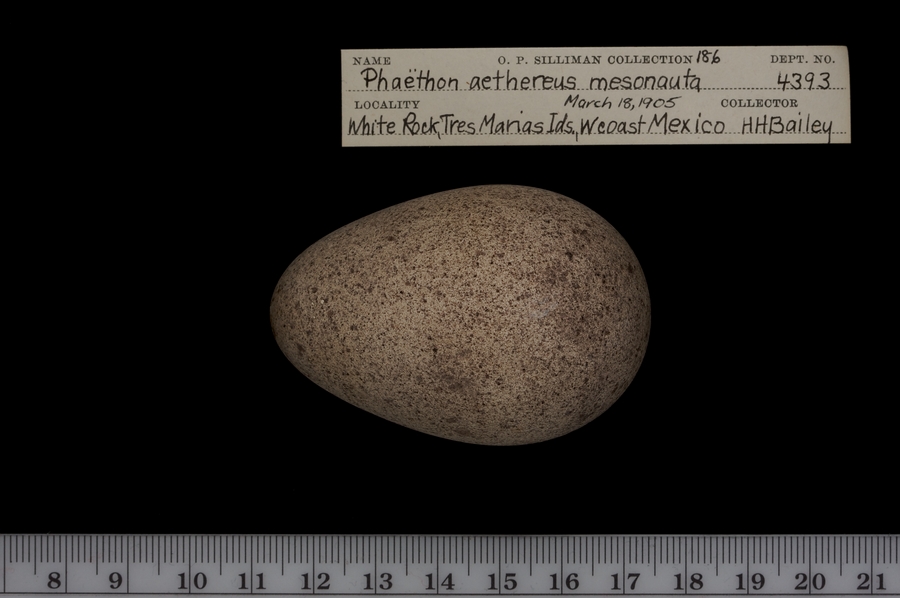 NAME O. P. SILLIMAN COLLECTION 186 DEPT. NO.
Phaëthon aethereus mesonauta 4393
LOCALITY March 18, 1905 COLLECTOR
White Rock, Tres Marias Ids, W coast Mexico HHBailey
8 9 10 11 12 13 14 15 16 17 18 19 20 21